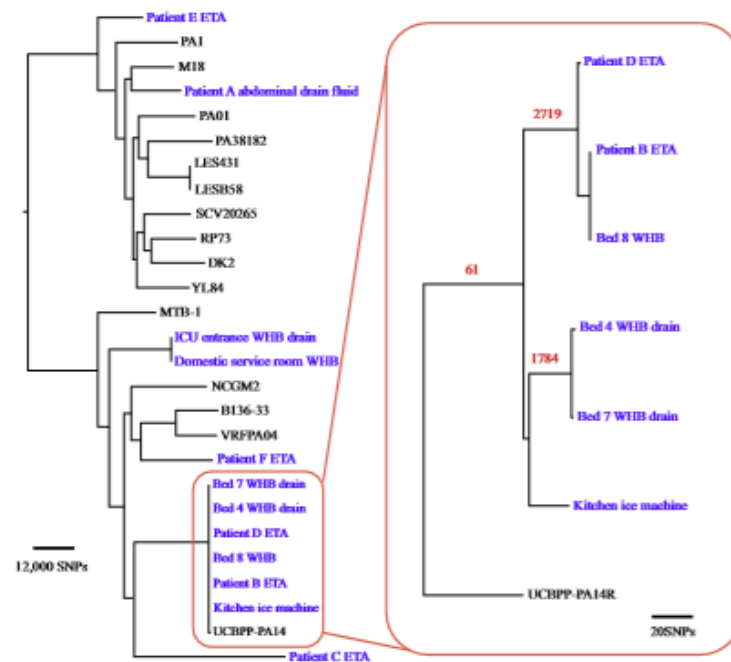 Patient E ETA
PA1
M18
Patient A abdominal drain fluid
PA01
PA38182
LES431
LESB58
SCV20265
RP73
DK2
YL84
MTB-1
ICU entrance WHB drain
Domestic service room WHB
NCGM2
B136-33
VRFPA04
Patient F ETA
Bed 7 WHB drain
Bed 4 WHB drain
Patient D ETA
Bed 8 WHB
Patient B ETA
Kitchen ice machine
UCBPP-PA14
Patient C ETA
12,000 SNPs
Patient D ETA
2719
Patient B ETA
Bed 8 WHB
61
Bed 4 WHB drain
1784
Bed 7 WHB drain
Kitchen ice machine
UCBPP-PA14R
20SNPs